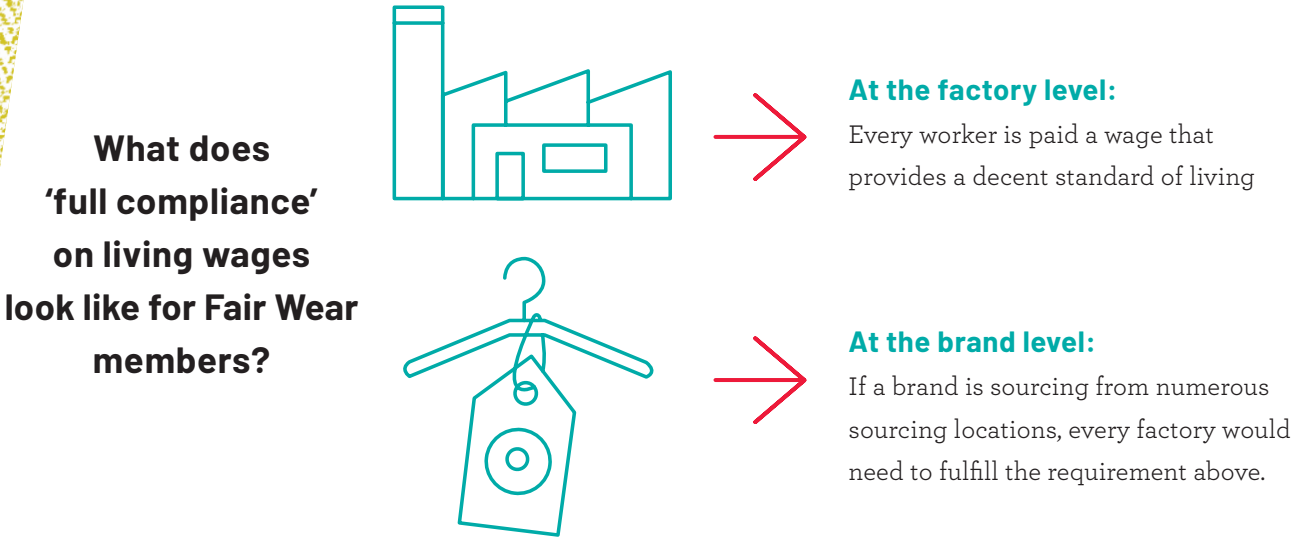 What does
‘full compliance’
on living wages
look like for Fair Wear
members?
At the factory level:
Every worker is paid a wage that
provides a decent standard of living
At the brand level:
If a brand is sourcing from numerous
sourcing locations, every factory would
need to fulfill the requirement above.